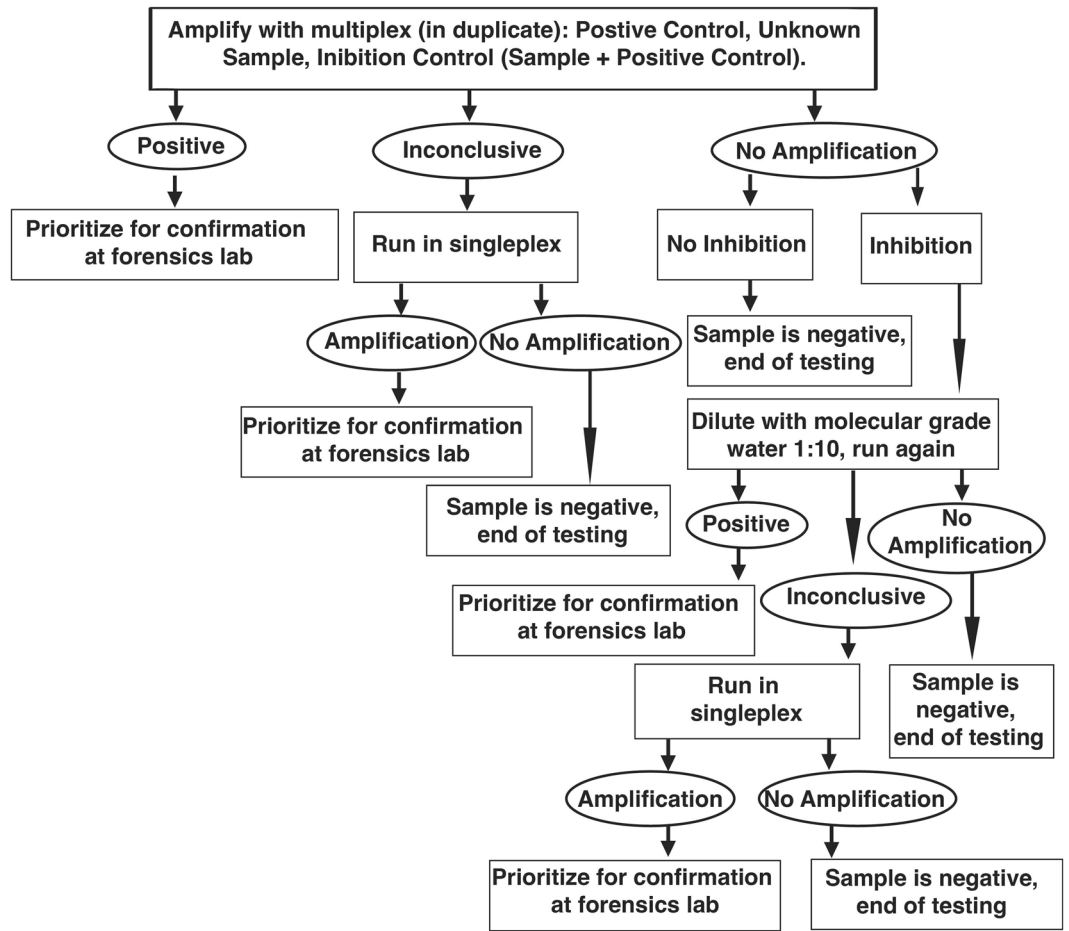 Amplify with multiplex (in duplicate): Postive Control, Unknown
Sample, Inibition Control (Sample + Positive Control).
Positive
Inconclusive
No Amplification
Prioritize for confirmation
at forensics lab
Run in singleplex
No Inhibition
Inhibition
Amplification
No Amplification
Sample is negative,
end of testing
Prioritize for confirmation
at forensics lab
Dilute with molecular grade
water 1:10, run again
Sample is negative,
end of testing
Positive
No
Amplification
Inconclusive
Prioritize for confirmation
at forensics lab
Run in
singleplex
Sample is
negative,
end of testing
Amplification
No Amplification
Prioritize for confirmation
at forensics lab
Sample is negative,
end of testing